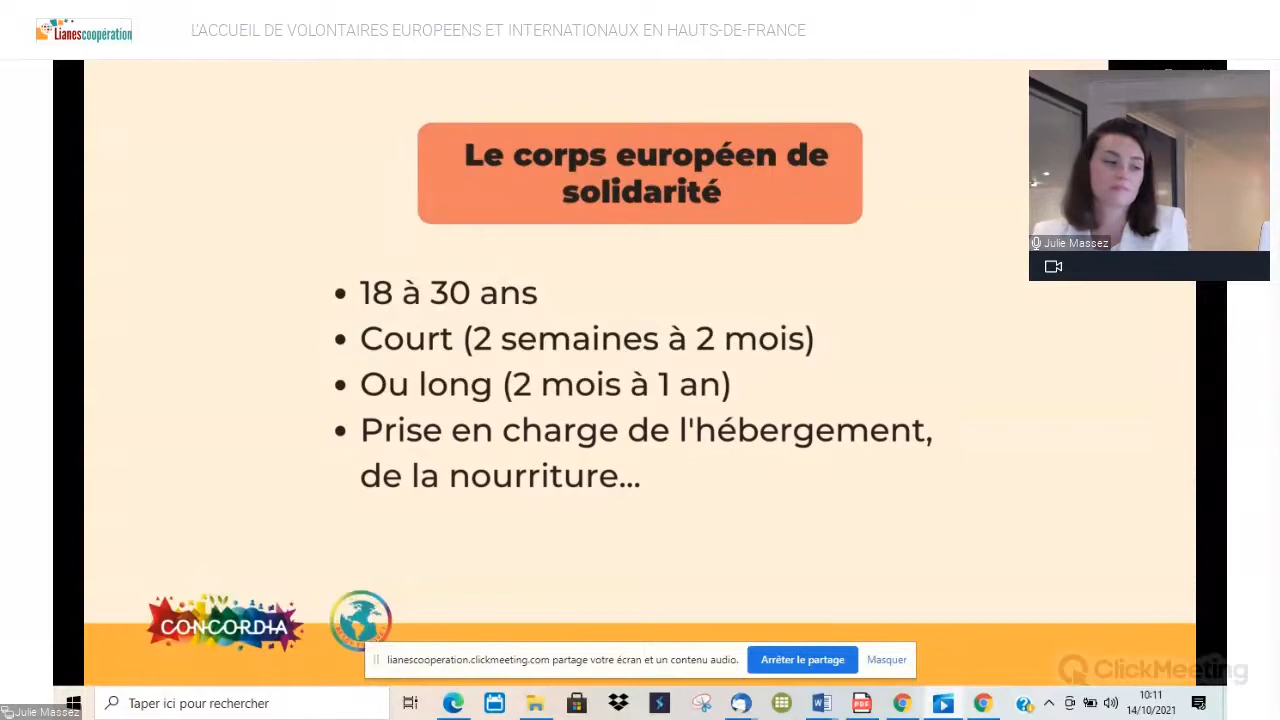 Lianescoopération
L'ACCUEIL DE VOLONTAIRES EUROPEENS ET INTERNATIONAUX EN HAUTS-DE-FRANCE
Le corps européen de
solidarité
Julie Massez
• 18 à 30 ans
• Court (2 semaines à 2 mois)
• Ou long (2 mois à 1 an)
• Prise en charge de l'hébergement,
de la nourriture...
CONCORDIA
lianescooperation.clickmeeting.com partage votre écran et un contenu audio.
Arrêter le partage
Masquer
ClickMeeting
Taper ici pour rechercher
10:11
14/10/2021
Julie Massez